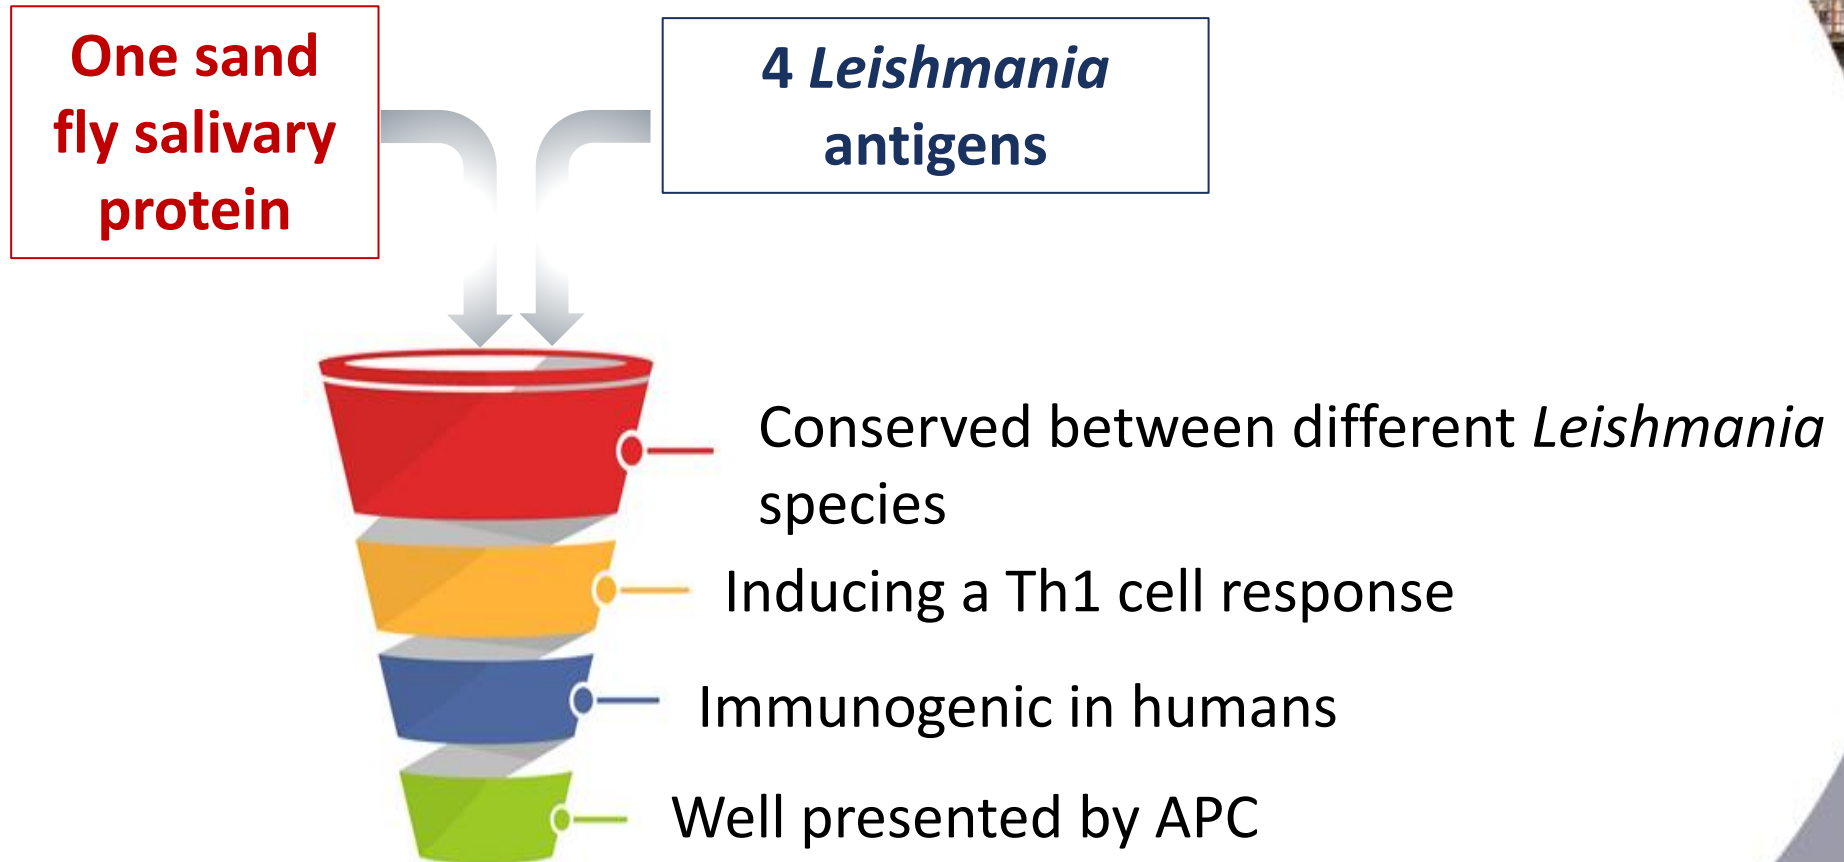 One sand
fly salivary
protein
4 Leishmania
antigens
Conserved between different Leishmania
species
Inducing a Th1 cell response
Immunogenic in humans
Well presented by APC